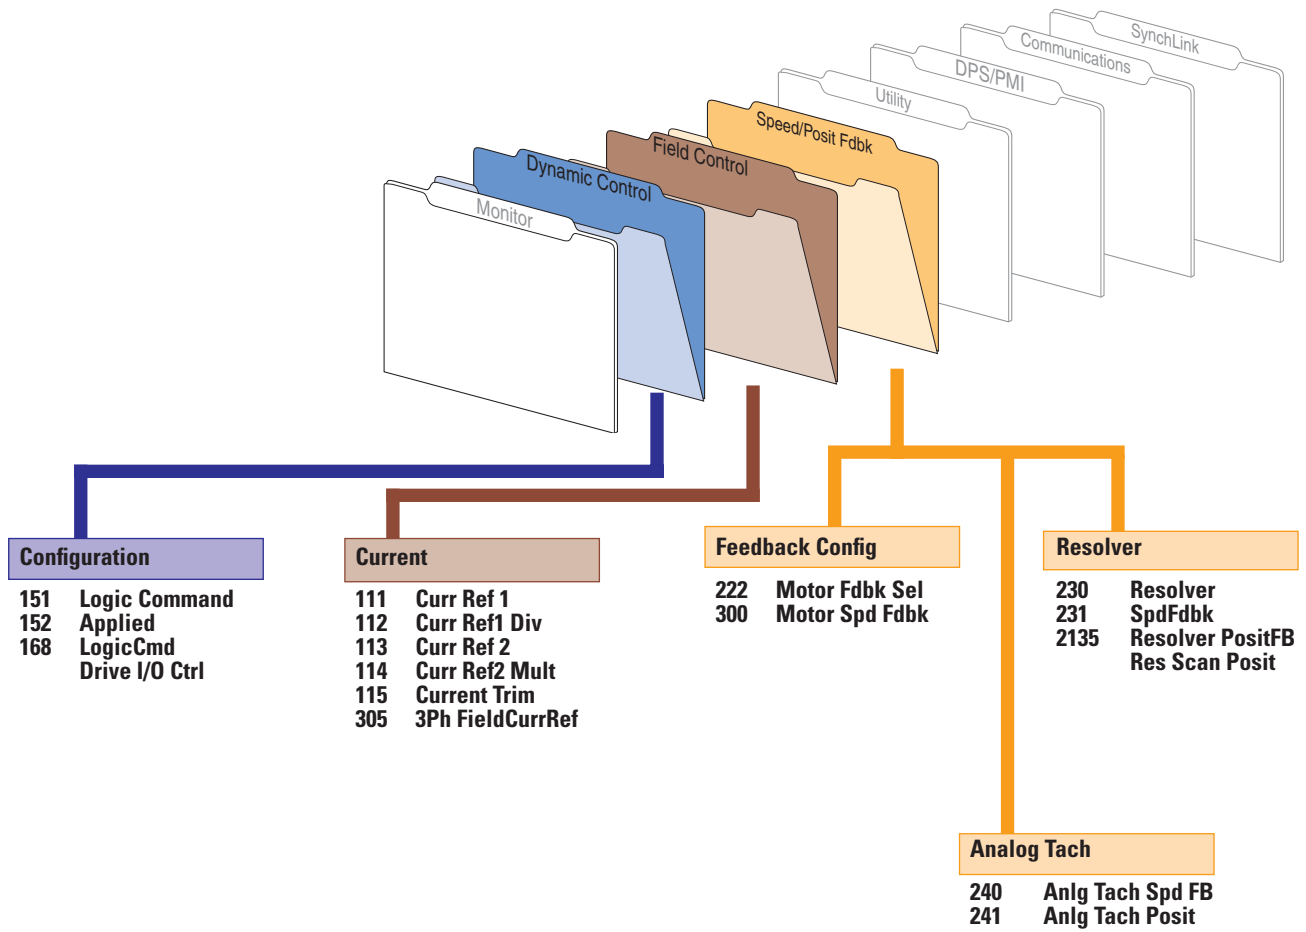 SynchLink
Communications
DPS/PMI
Utility
Speed/Posit Fdbk
Field Control
Dynamic Control
Monitor
Configuration
151 Logic Command
152 Applied
168 LogicCmd
Drive I/O Ctrl
Current
111 Curr Ref 1
112 Curr Ref1 Div
113 Curr Ref 2
114 Curr Ref2 Mult
115 Current Trim
305 3Ph FieldCurrRef
Feedback Config
222 Motor Fdbk Sel
300 Motor Spd Fdbk
Resolver
230 Resolver
231 SpdFdbk
2135 Resolver PositFB
Res Scan Posit
Analog Tach
240 Anlg Tach Spd FB
241 Anlg Tach Posit